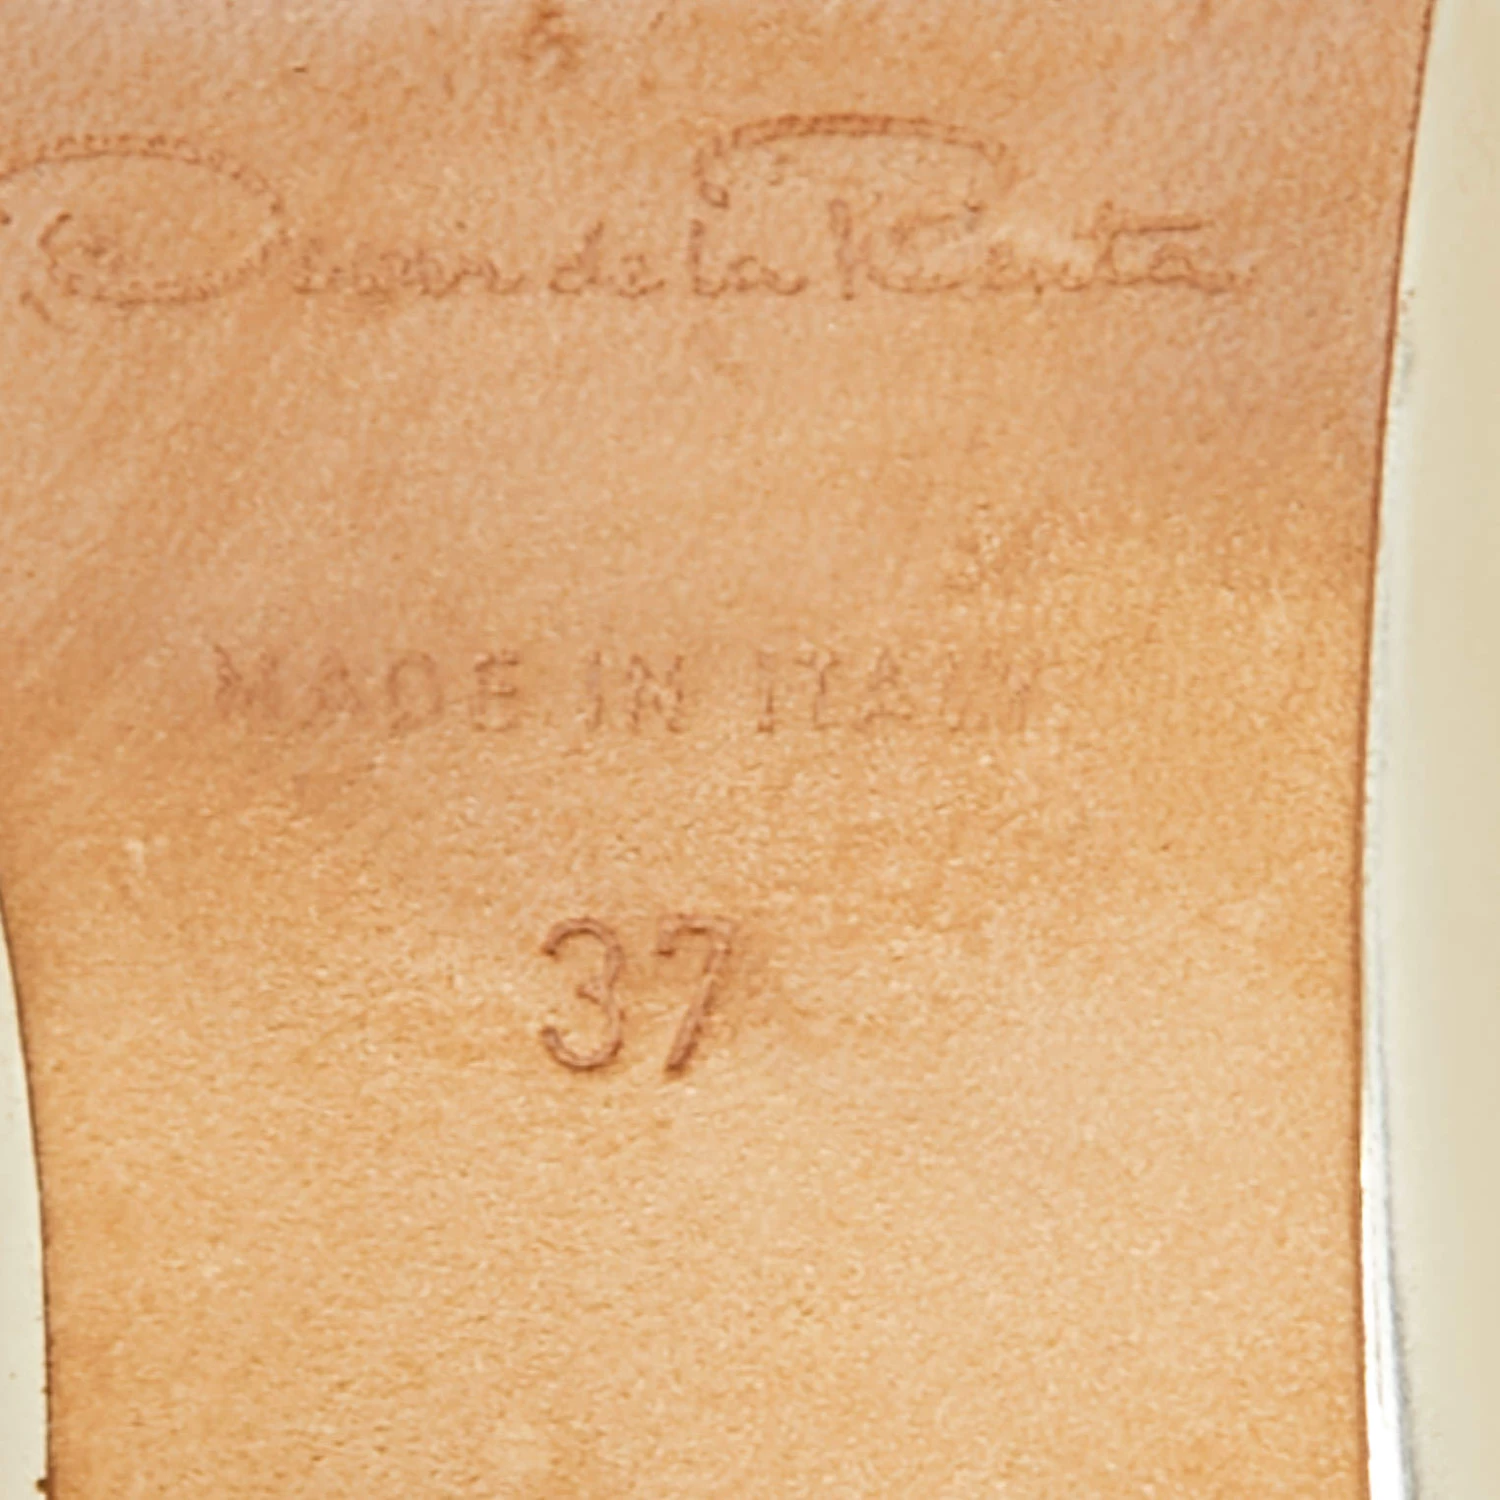 Oscar de la Renta
MADE IN ITALY
37